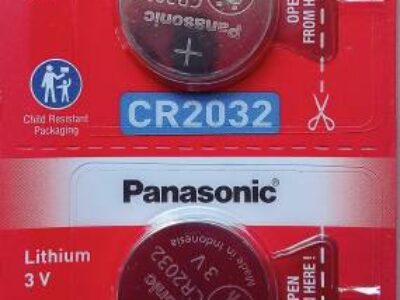 Panasonic
+
OPEN
FROM H
Child Resistant
Packaging
CR2032
Panasonic®
Lithium
3 V
Made in Indonesia
CR2032
3 V
OPEN
HERE!